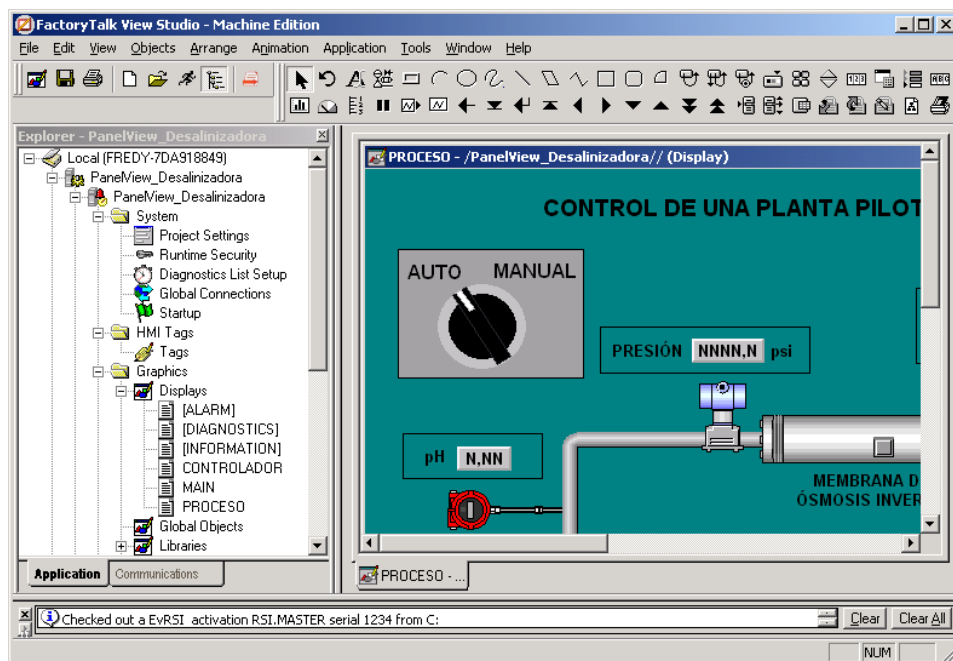 FactoryTalk View Studio - Machine Edition
File Edit View Objects Arrange Animation Application Tools Window Help
Explorer - PanelView_Desalinizadora
Local (FREDY-7DA918849)
PanelView_Desalinizadora
PanelView_Desalinizadora
System
Project Settings
Runtime Security
Diagnostics List Setup
Global Connections
Startup
HMI Tags
Tags
Graphics
Displays
[ALARM]
[DIAGNOSTICS]
[INFORMATION]
CONTROLADOR
MAIN
PROCESO
Global Objects
Libraries
Application Communications
PROCESO - /PanelView_Desalinizadora// (Display)
CONTROL DE UNA PLANTA PILOT
AUTO MANUAL
PRESIÓN NNNN,N psi
pH N,NN
MEMBRANA D
ÓSMOSIS INVER
PROCESO - ...
Checked out a EvRSI activation RSI.MASTER serial 1234 from C:
Clear Clear All
NUM